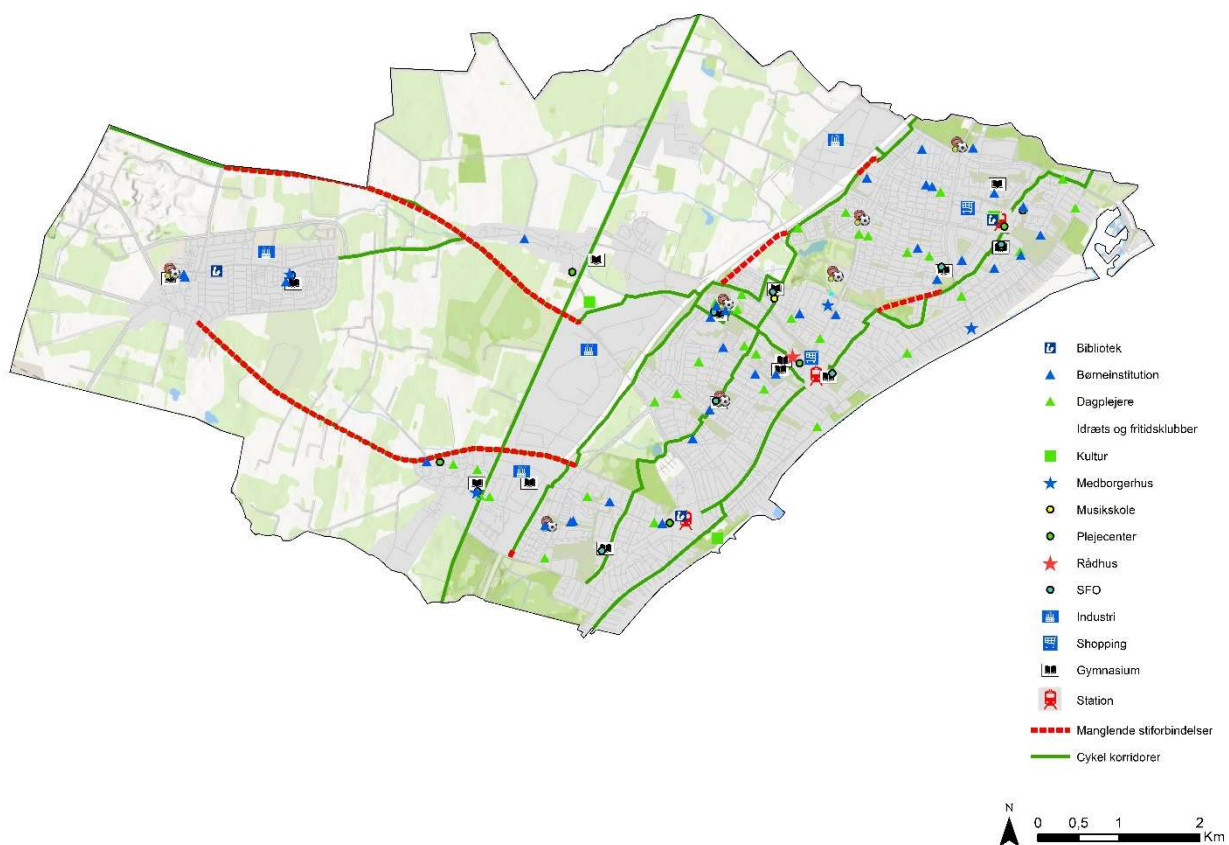 Bibliotek
Børneinstitution
Dagplejere
Idræts og fritidsklubber
Kultur
Medborgerhus
Musikskole
Plejecenter
Rådhus
SFO
Industri
Shopping
Gymnasium
Station
Manglende stiforbindelser
Cykel korridorer
N
0 0,5 1 2
Km